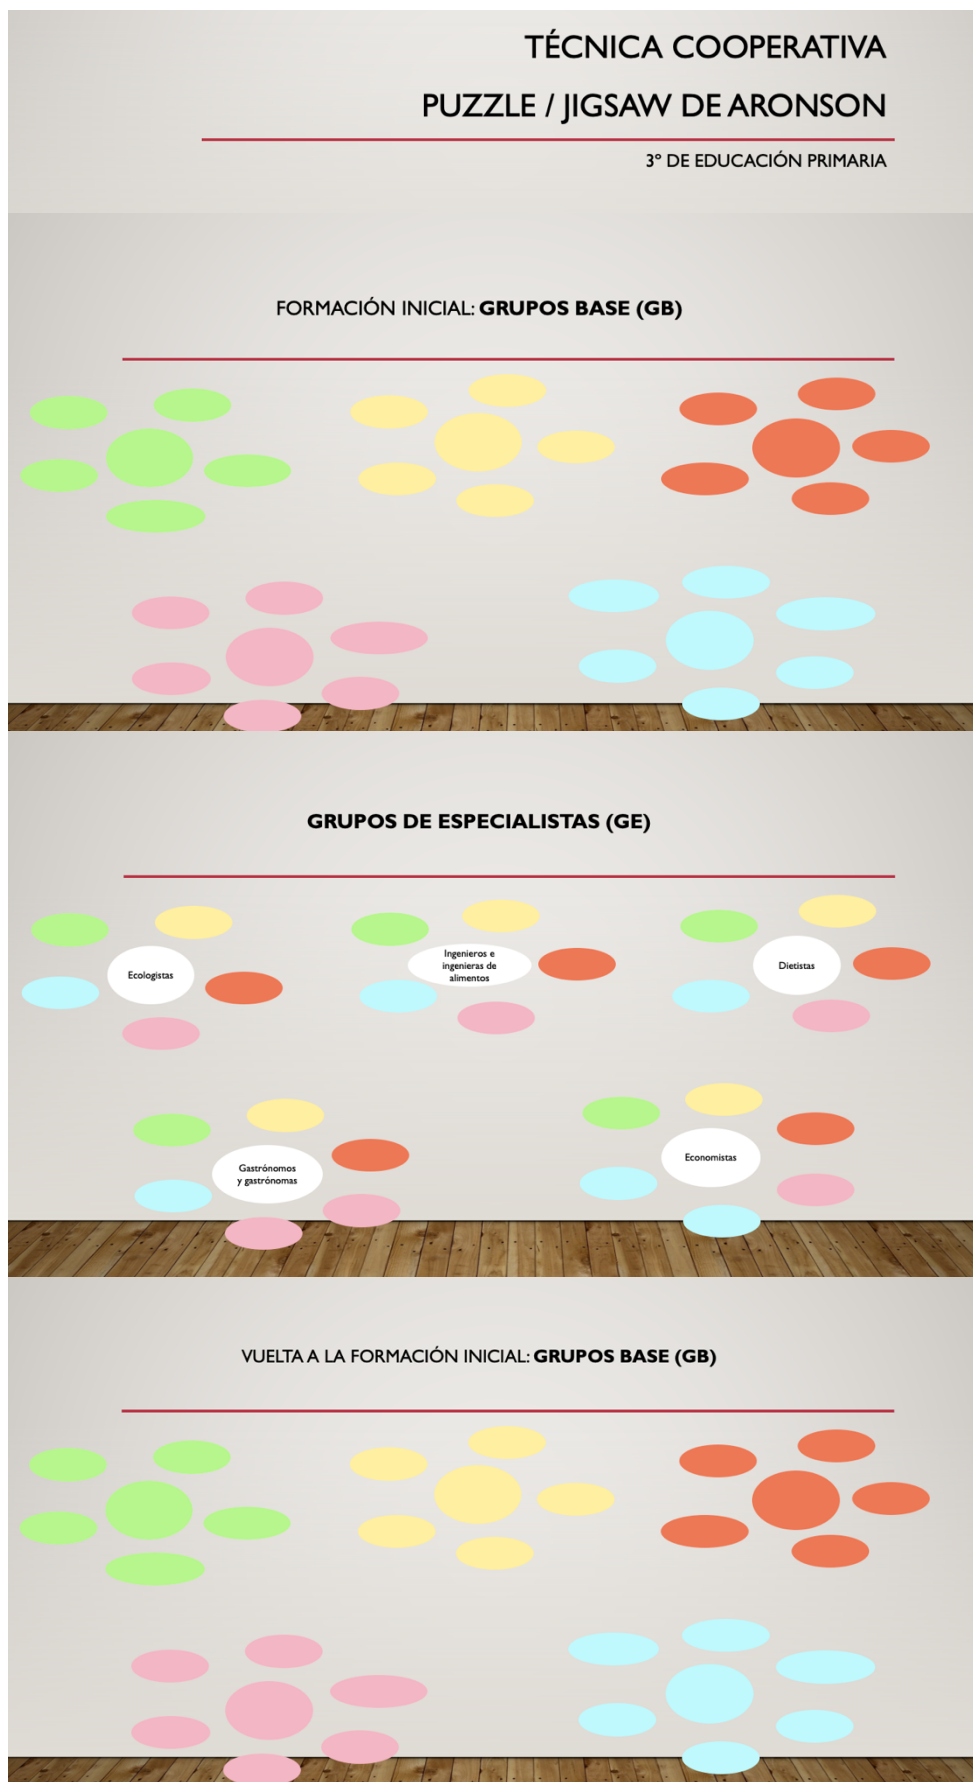 TÉCNICA COOPERATIVA
PUZZLE / JIGSAW DE ARONSON
3º DE EDUCACIÓN PRIMARIA
FORMACIÓN INICIAL: GRUPOS BASE (GB)
GRUPOS DE ESPECIALISTAS (GE)
Ecologistas
Ingenieros e
ingenieras de
alimentos
Dietistas
Gastrónomos
y gastrónomas
Economistas
VUELTA A LA FORMACIÓN INICIAL: GRUPOS BASE (GB)